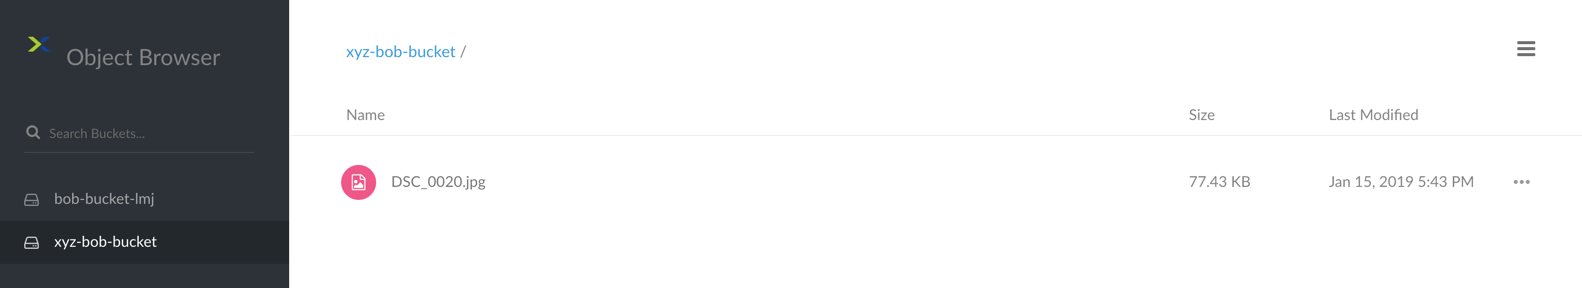 Object Browser
Search Buckets...
bob-bucket-lmj
xyz-bob-bucket
xyz-bob-bucket /
Name Size Last Modified
DSC_0020.jpg 77.43 KB Jan 15, 2019 5:43 PM